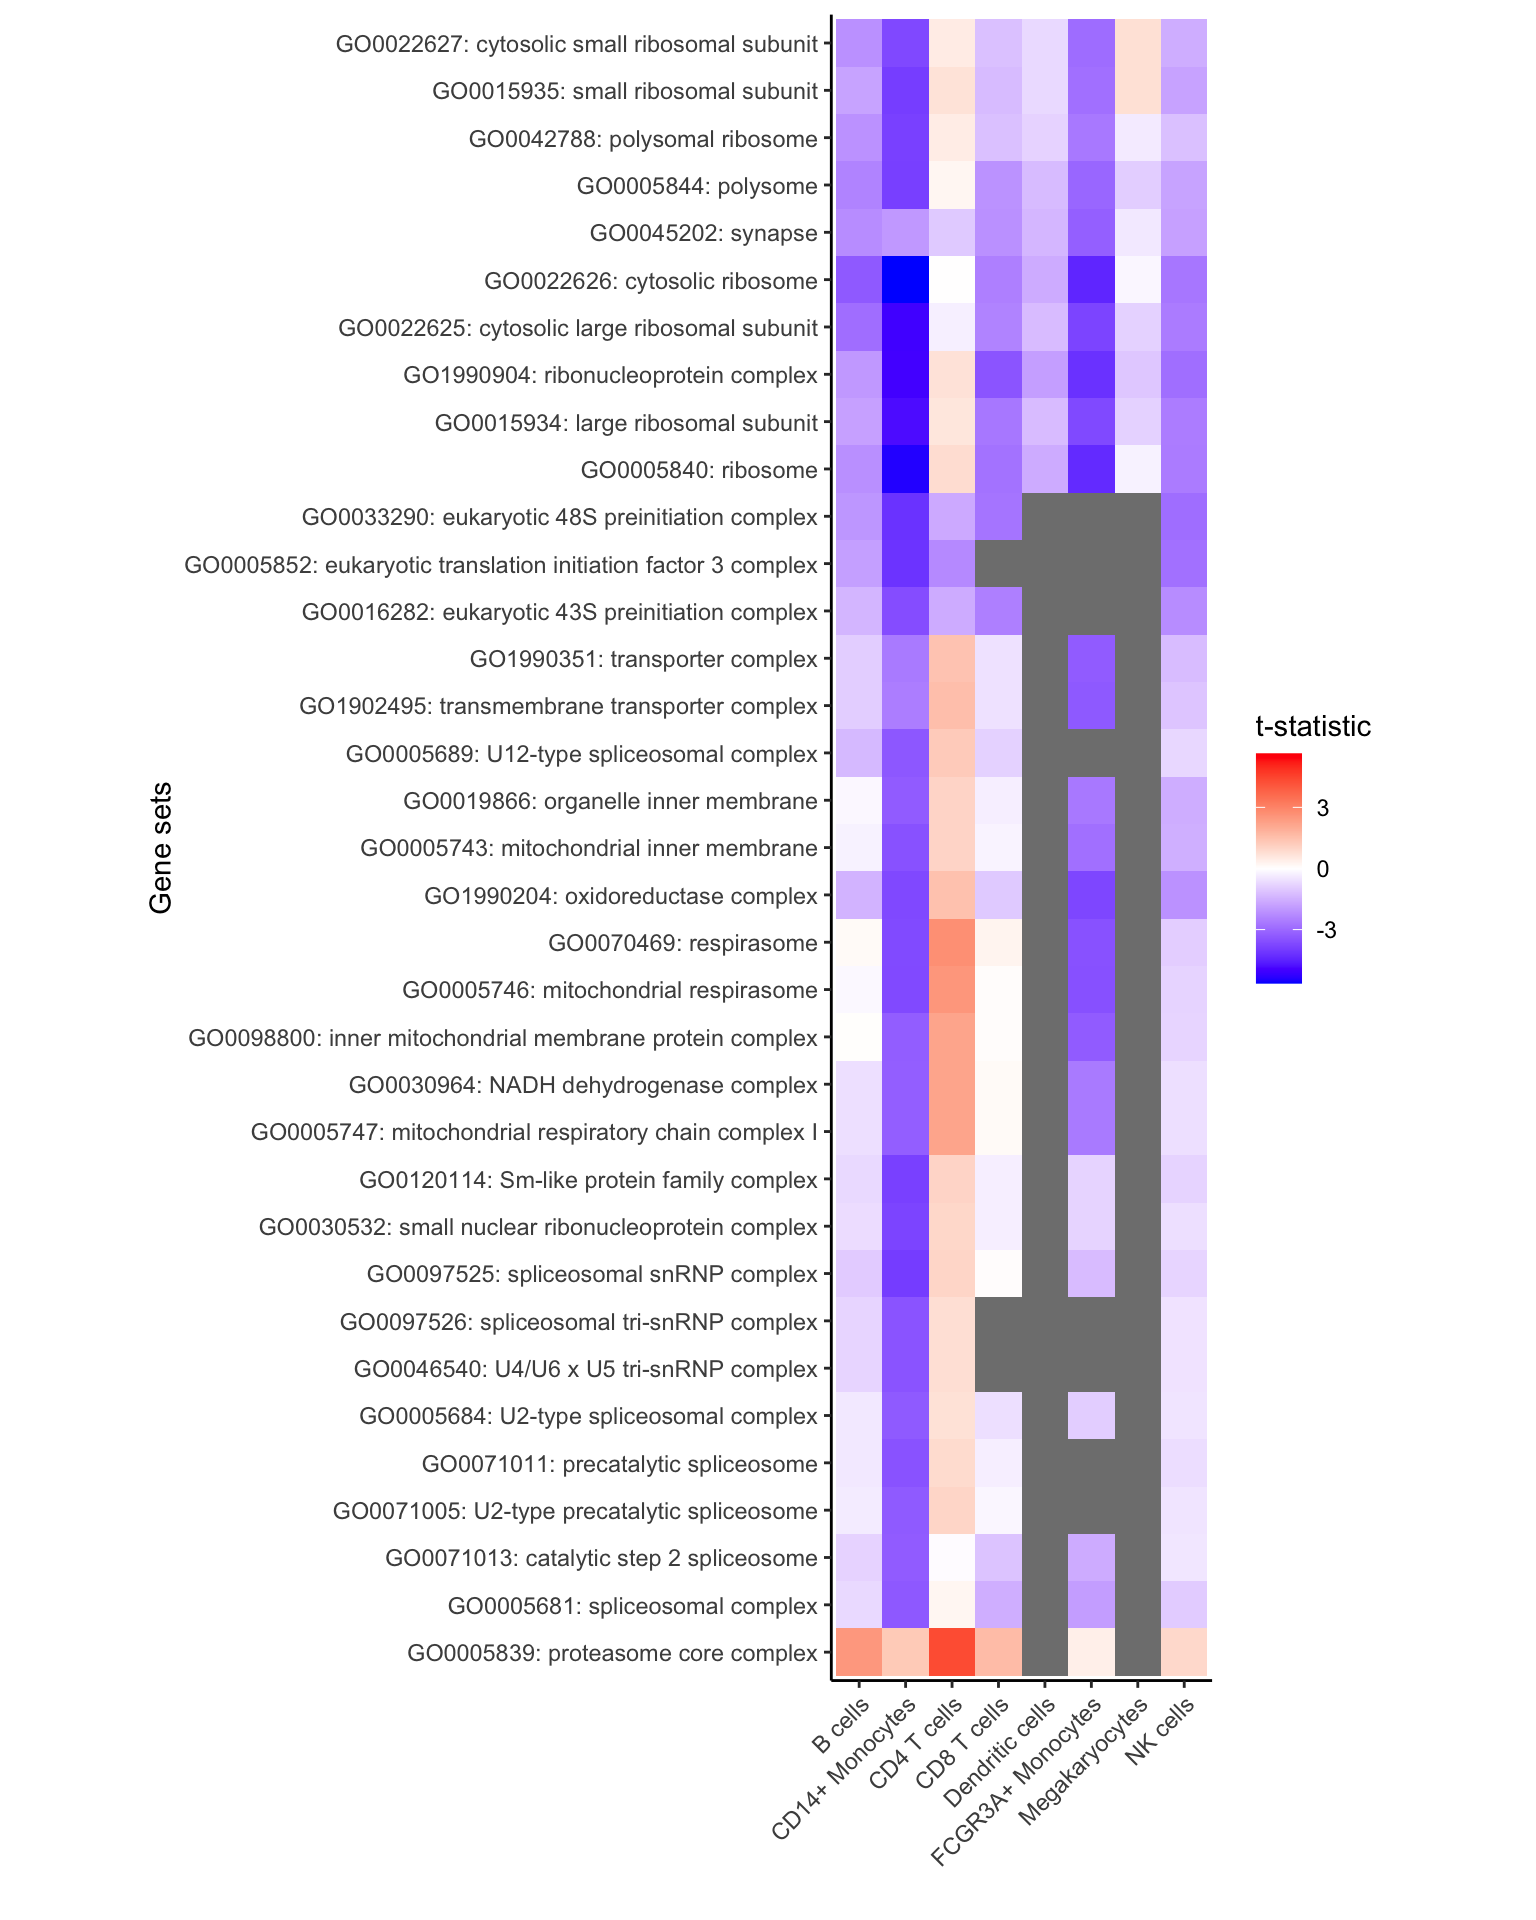 GO0022627: cytosolic small ribosomal subunit
GO0015935: small ribosomal subunit
GO0042788: polysomal ribosome
GO0005844: polysome
GO0045202: synapse
GO0022626: cytosolic ribosome
GO0022625: cytosolic large ribosomal subunit
GO1990904: ribonucleoprotein complex
GO0015934: large ribosomal subunit
GO0005840: ribosome
GO0033290: eukaryotic 48S preinitiation complex
GO0005852: eukaryotic translation initiation factor 3 complex
GO0016282: eukaryotic 43S preinitiation complex
GO1990351: transporter complex
GO1902495: transmembrane transporter complex
GO0005689: U12-type spliceosomal complex
GO0019866: organelle inner membrane
GO0005743: mitochondrial inner membrane
GO1990204: oxidoreductase complex
GO0070469: respirasome
GO0005746: mitochondrial respirasome
GO0098800: inner mitochondrial membrane protein complex
GO0030964: NADH dehydrogenase complex
GO0005747: mitochondrial respiratory chain complex I
GO0120114: Sm-like protein family complex
GO0030532: small nuclear ribonucleoprotein complex
GO0097525: spliceosomal snRNP complex
GO0097526: spliceosomal tri-snRNP complex
GO0046540: U4/U6 x U5 tri-snRNP complex
GO0005684: U2-type spliceosomal complex
GO0071011: precatalytic spliceosome
GO0071005: U2-type precatalytic spliceosome
GO0071013: catalytic step 2 spliceosome
GO0005681: spliceosomal complex
GO0005839: proteasome core complex
Gene sets
B cells
CD14+ Monocytes
CD4 T cells
CD8 T cells
Dendritic cells
FCGR3A+ Monocytes
Megakaryocytes
NK cells
t-statistic
3
0
-3